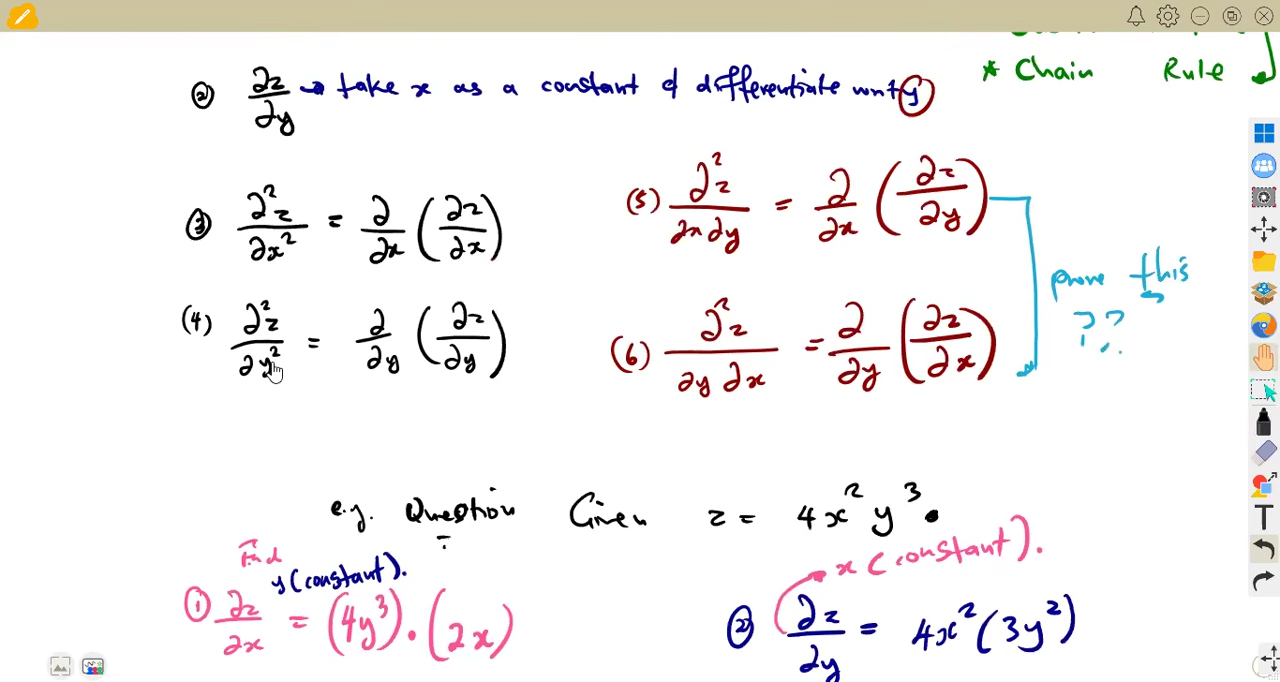 * Chain Rule
② ∂z/∂y → take x as a constant & differentiate w.r.t y
③ ∂²z/∂x² = ∂/∂x (∂z/∂x)
(5) ∂²z/∂x∂y = ∂/∂x (∂z/∂y)
prove this ??
(4) ∂²z/∂y² = ∂/∂y (∂z/∂y)
(6) ∂²z/∂y ∂x = ∂/∂y (∂z/∂x)
e.g. Question Given z = 4x²y³.
Find
y (constant).
x (constant).
① ∂z/∂x = (4y³) . (2x)
② ∂z/∂y = 4x² (3y²)